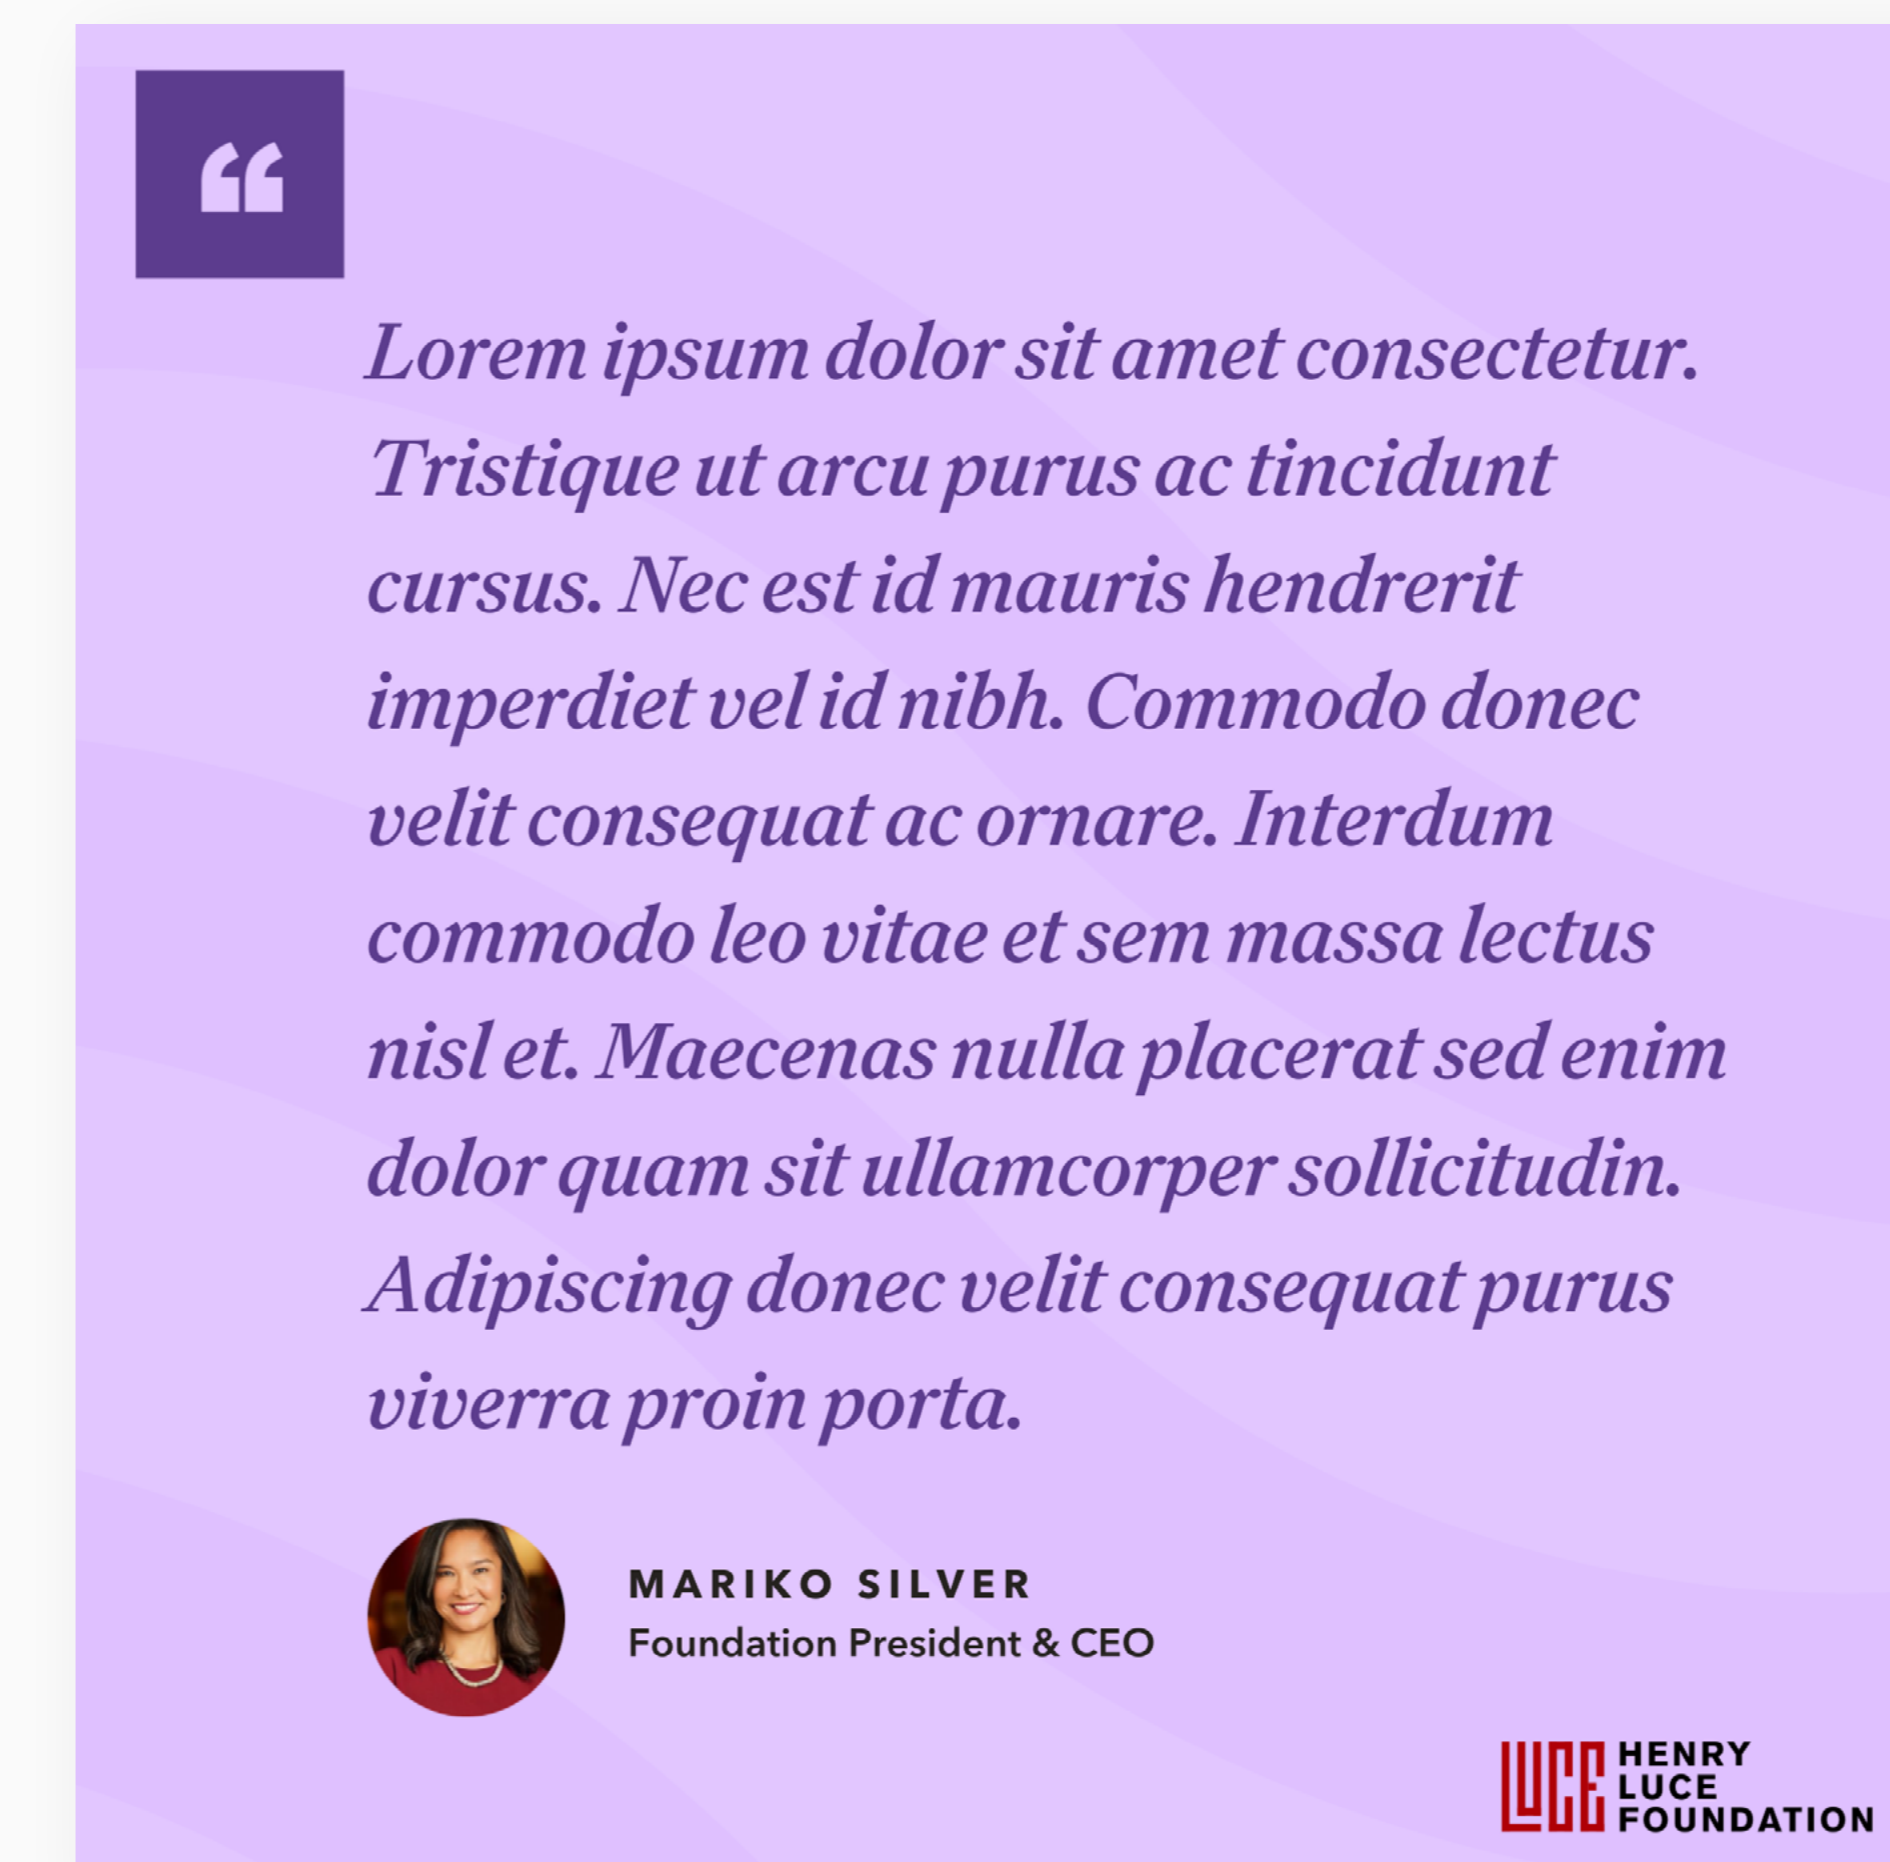 “
Lorem ipsum dolor sit amet consectetur.
Tristique ut arcu purus ac tincidunt
cursus. Nec est id mauris hendrerit
imperdiet vel id nibh. Commodo donec
velit consequat ac ornare. Interdum
commodo leo vitae et sem massa lectus
nisl et. Maecenas nulla placerat sed enim
dolor quam sit ullamcorper sollicitudin.
Adipiscing donec velit consequat purus
viverra proin porta.
MARIKO SILVER
Foundation President & CEO
LUCE
HENRY
LUCE
FOUNDATION